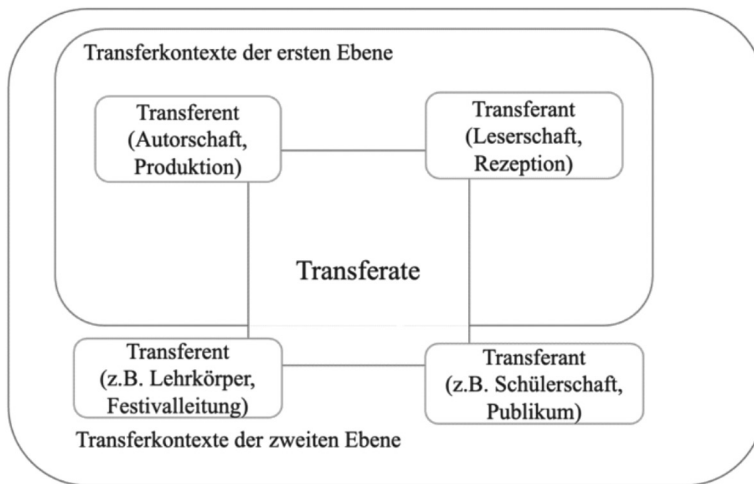 Transferkontexte der ersten Ebene
Transferent
(Autorschaft,
Produktion)
Transferant
(Leserschaft,
Rezeption)
Transferate
Transferent
(z.B. Lehrkörper,
Festivalleitung)
Transferant
(z.B. Schülerschaft,
Publikum)
Transferkontexte der zweiten Ebene